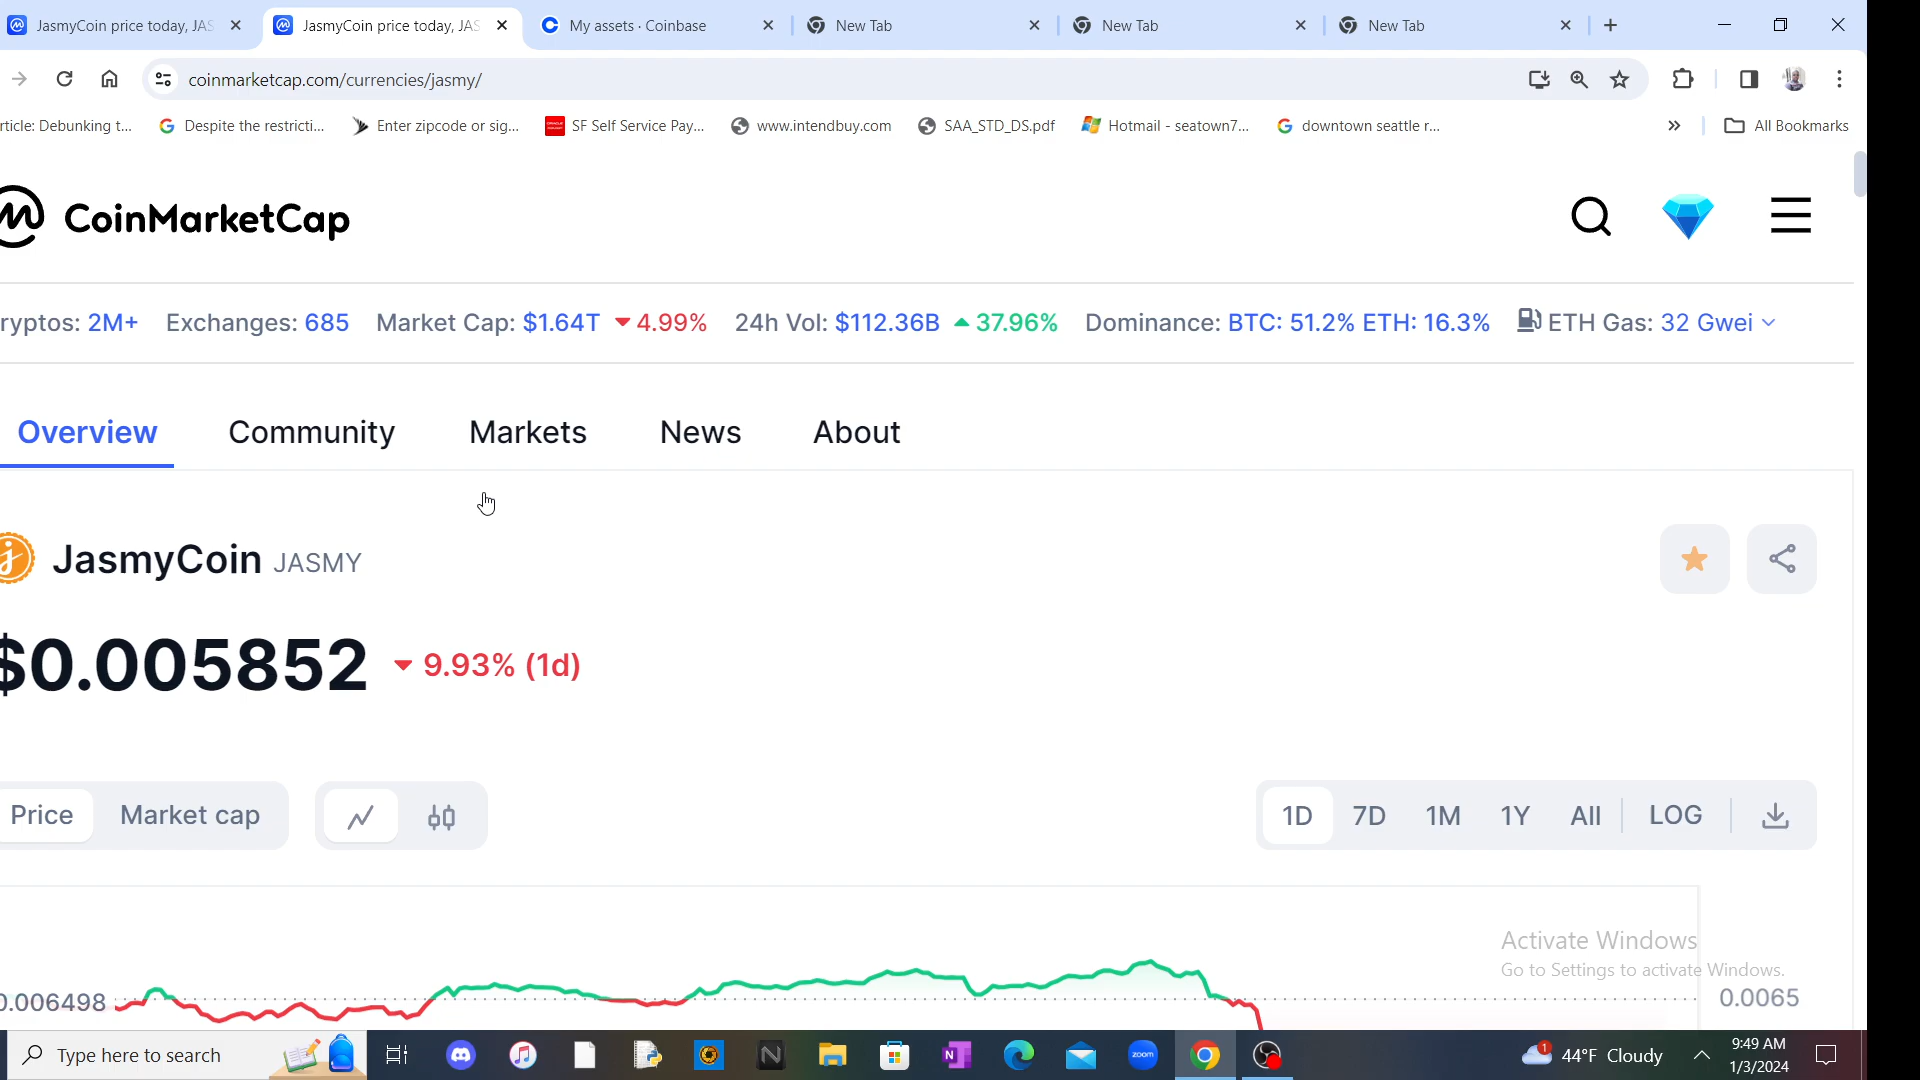 JasmyCoin price today, JAS
JasmyCoin price today, JAS
My assets · Coinbase
New Tab
New Tab
New Tab
coinmarketcap.com/currencies/jasmy/
rticle: Debunking t...
Despite the restricti...
Enter zipcode or sig...
SF Self Service Pay...
www.intendbuy.com
SAA_STD_DS.pdf
Hotmail - seatown7...
downtown seattle r...
All Bookmarks
CoinMarketCap
ryptos: 2M+ Exchanges: 685 Market Cap: $1.64T 4.99% 24h Vol: $112.36B 37.96% Dominance: BTC: 51.2% ETH: 16.3% ETH Gas: 32 Gwei
Overview Community Markets News About
JasmyCoin JASMY
$0.005852 9.93% (1d)
Price Market cap
1D 7D 1M 1Y All LOG
Activate Windows
Go to Settings to activate Windows.
0.006498
0.0065
Type here to search
zoom
1
44°F Cloudy
9:49 AM
1/3/2024